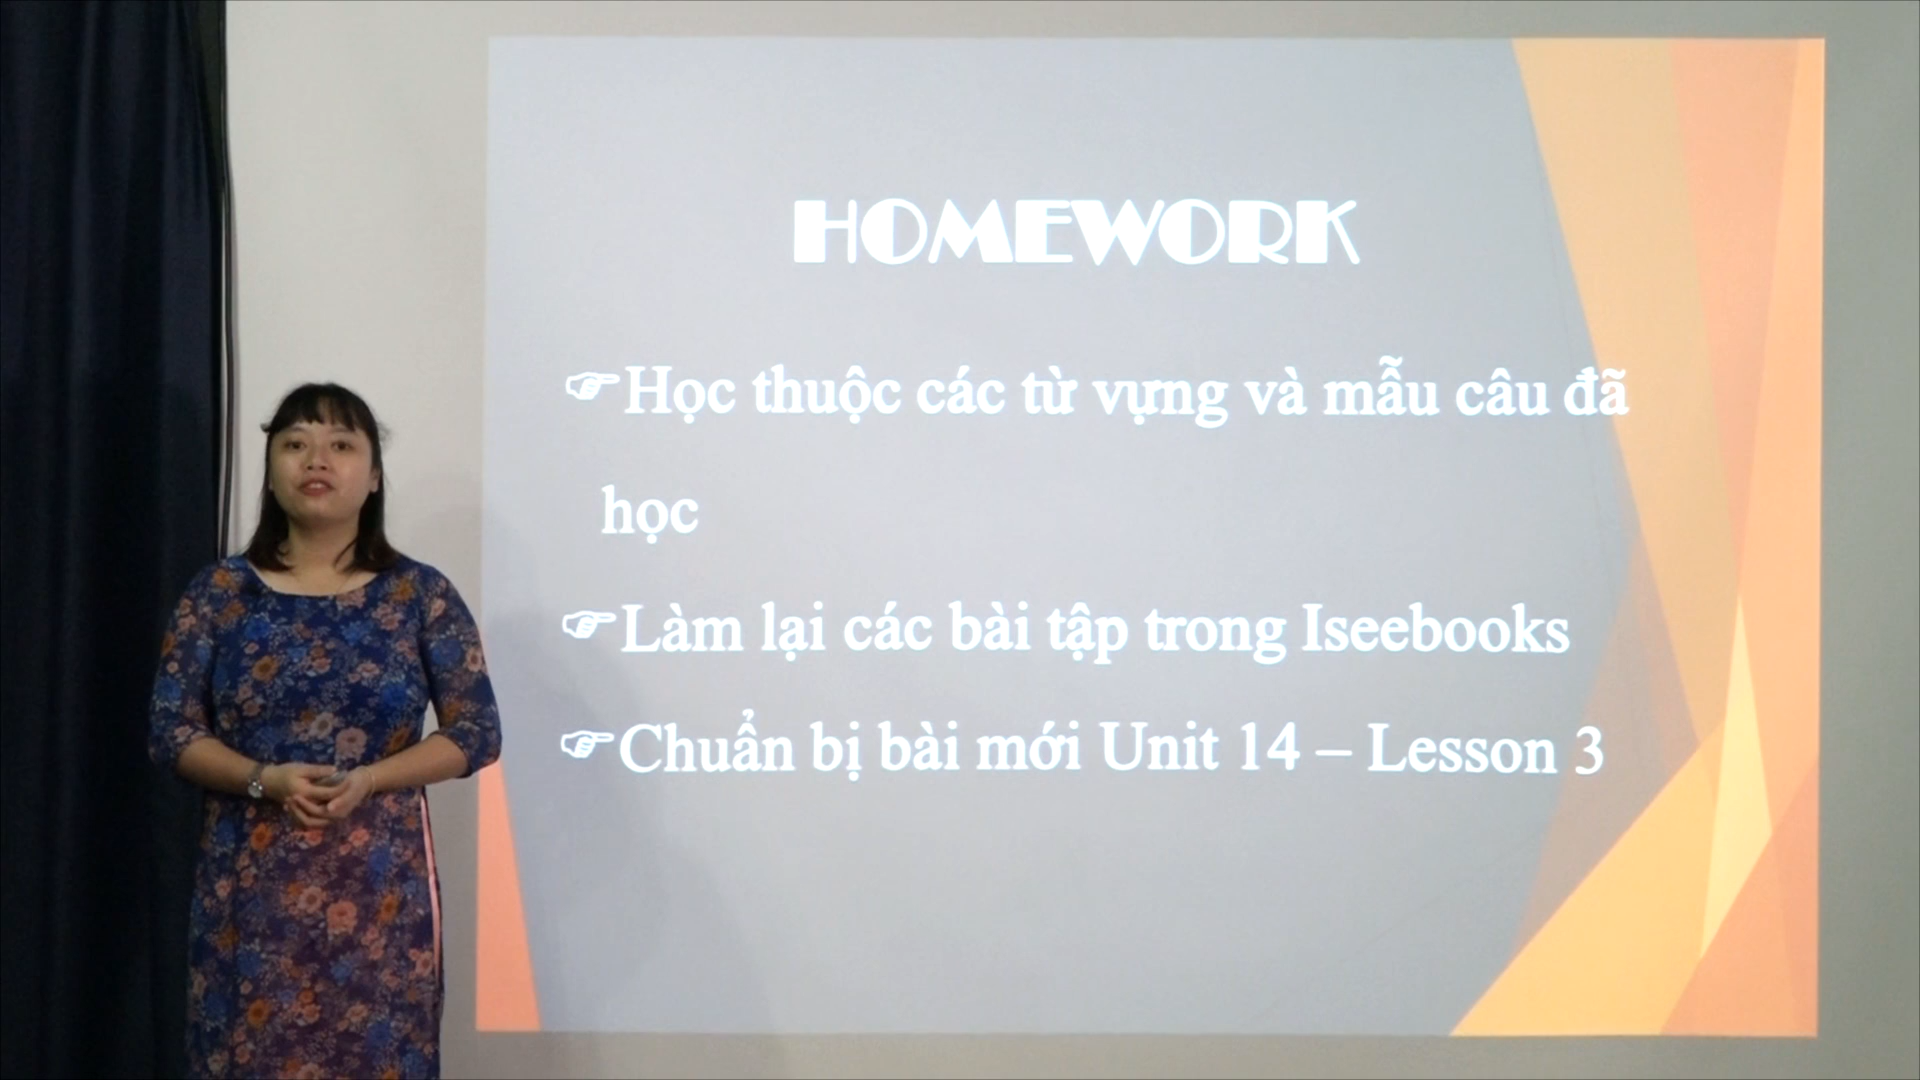 HOMEWORK
☞Học thuộc các từ vựng và mẫu câu đã
học
☞Làm lại các bài tập trong Iseebooks
☞Chuẩn bị bài mới Unit 14 – Lesson 3